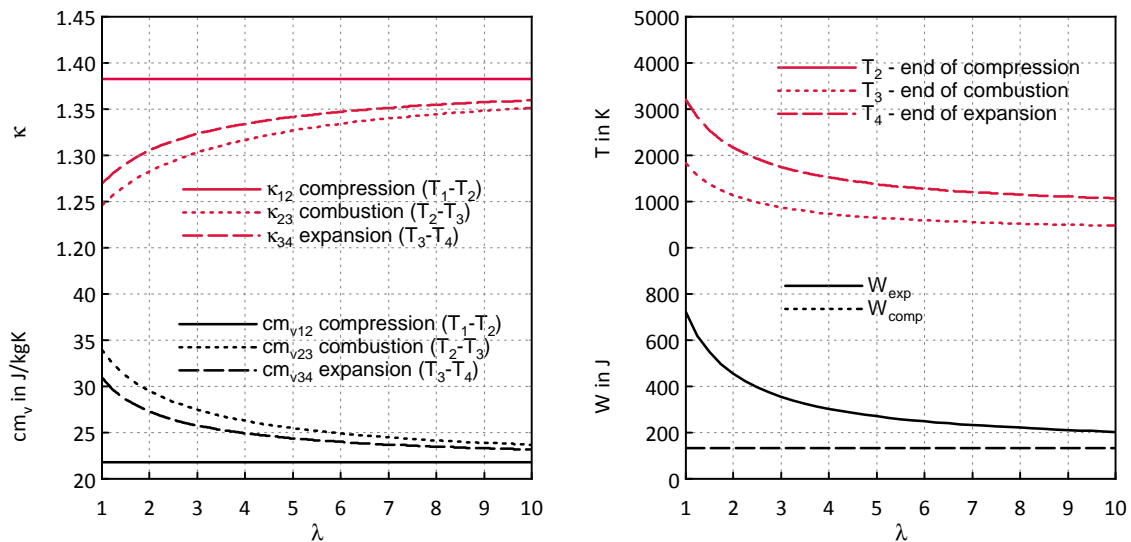 1.45
1.40
1.35
1.30
1.25
1.20
κ
κ₁₂ compression (T₁-T₂)
κ₂₃ combustion (T₂-T₃)
κ₃₄ expansion (T₃-T₄)
40
35
30
25
20
cmᵥ in J/kgK
cmᵥ₁₂ compression (T₁-T₂)
cmᵥ₂₃ combustion (T₂-T₃)
cmᵥ₃₄ expansion (T₃-T₄)
1 2 3 4 5 6 7 8 9 10
λ
5000
4000
3000
2000
1000
0
T in K
T₂ - end of compression
T₃ - end of combustion
T₄ - end of expansion
800
600
400
200
0
W in J
W_exp
W_comp
1 2 3 4 5 6 7 8 9 10
λ